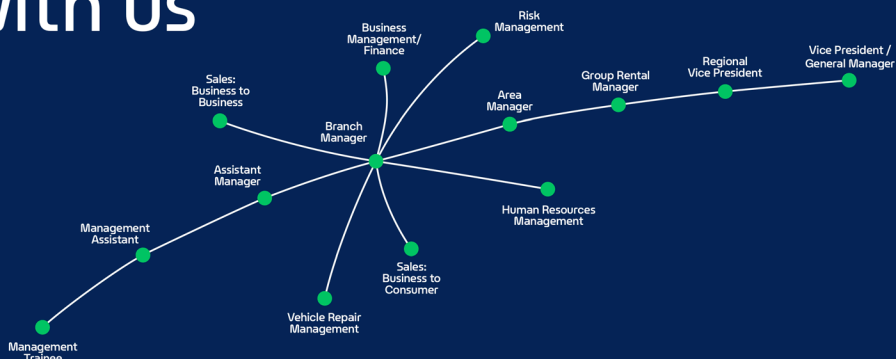 with us
Risk
Management
Business
Management/
Finance
Vice President /
General Manager
Regional
Vice President
Group Rental
Manager
Sales:
Business to
Business
Area
Manager
Branch
Manager
Assistant
Manager
Human Resources
Management
Management
Assistant
Sales:
Business to
Consumer
Vehicle Repair
Management
Management
Trainee